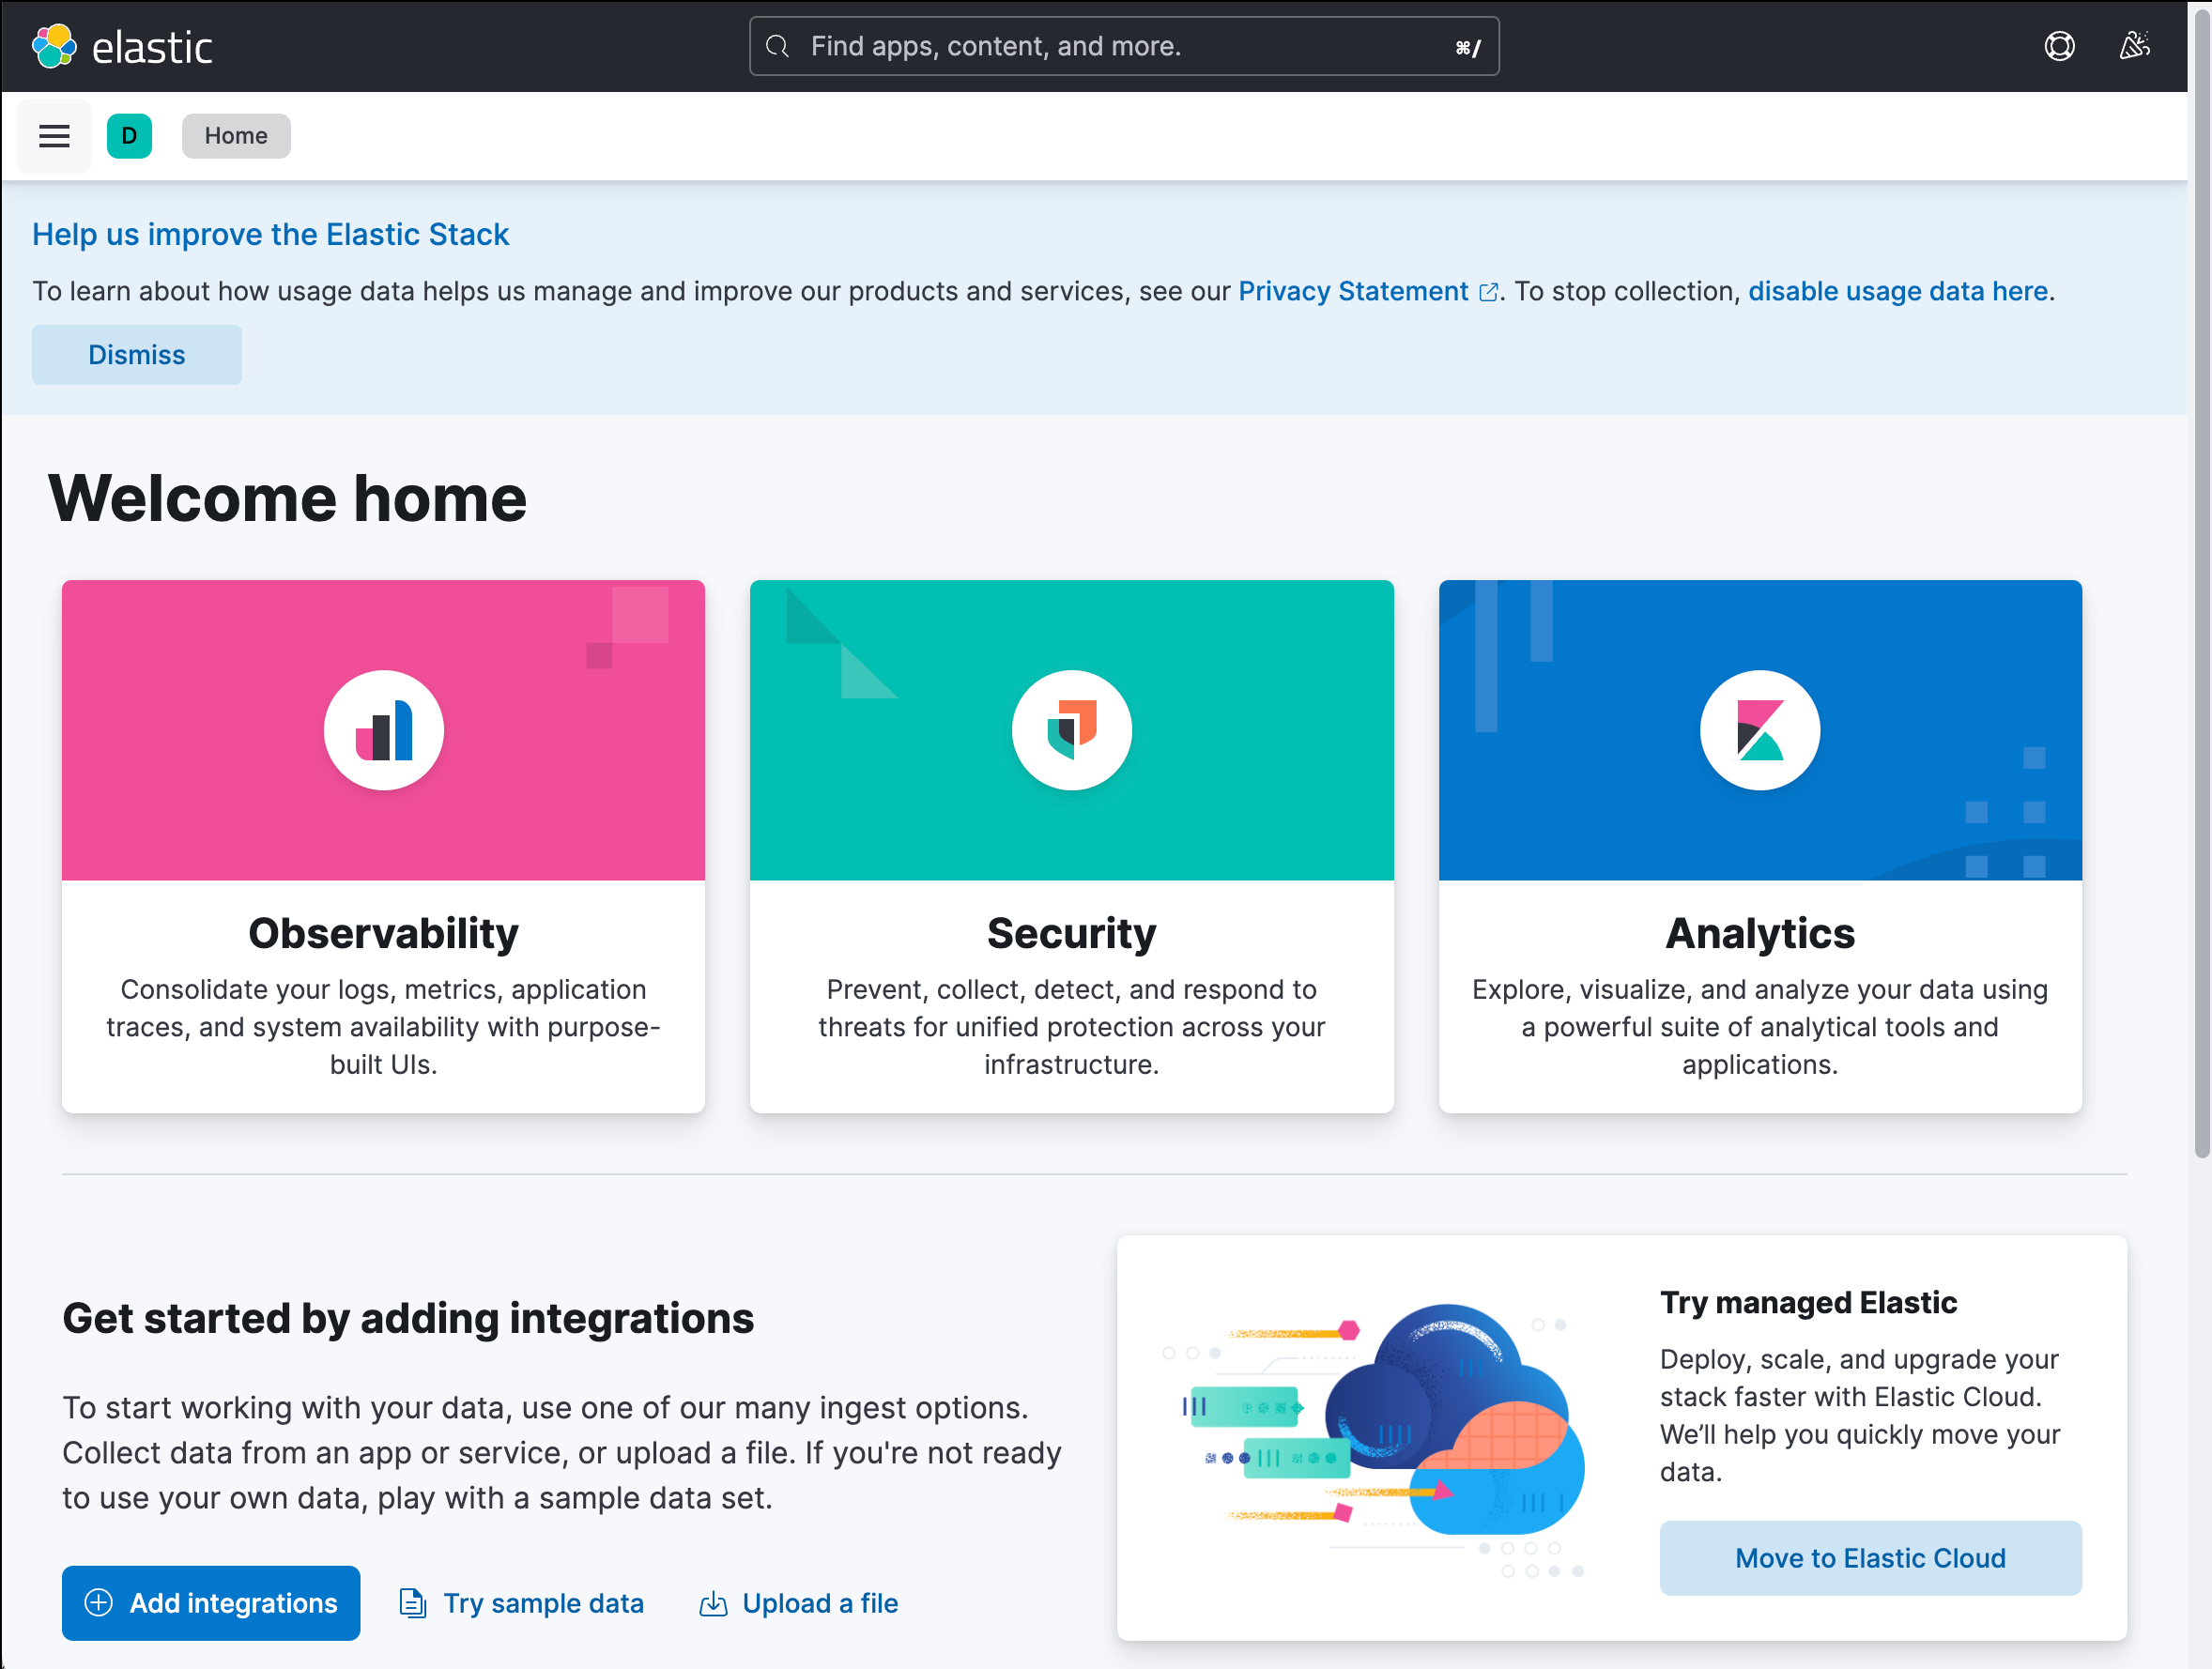 elastic
Find apps, content, and more.
⌘/
D
Home
Help us improve the Elastic Stack
To learn about how usage data helps us manage and improve our products and services, see our Privacy Statement. To stop collection, disable usage data here.
Dismiss
Welcome home
Observability
Consolidate your logs, metrics, application
traces, and system availability with purpose-
built UIs.
Security
Prevent, collect, detect, and respond to
threats for unified protection across your
infrastructure.
Analytics
Explore, visualize, and analyze your data using
a powerful suite of analytical tools and
applications.
Get started by adding integrations
To start working with your data, use one of our many ingest options.
Collect data from an app or service, or upload a file. If you're not ready
to use your own data, play with a sample data set.
Add integrations
Try sample data
Upload a file
Try managed Elastic
Deploy, scale, and upgrade your
stack faster with Elastic Cloud.
We’ll help you quickly move your
data.
Move to Elastic Cloud